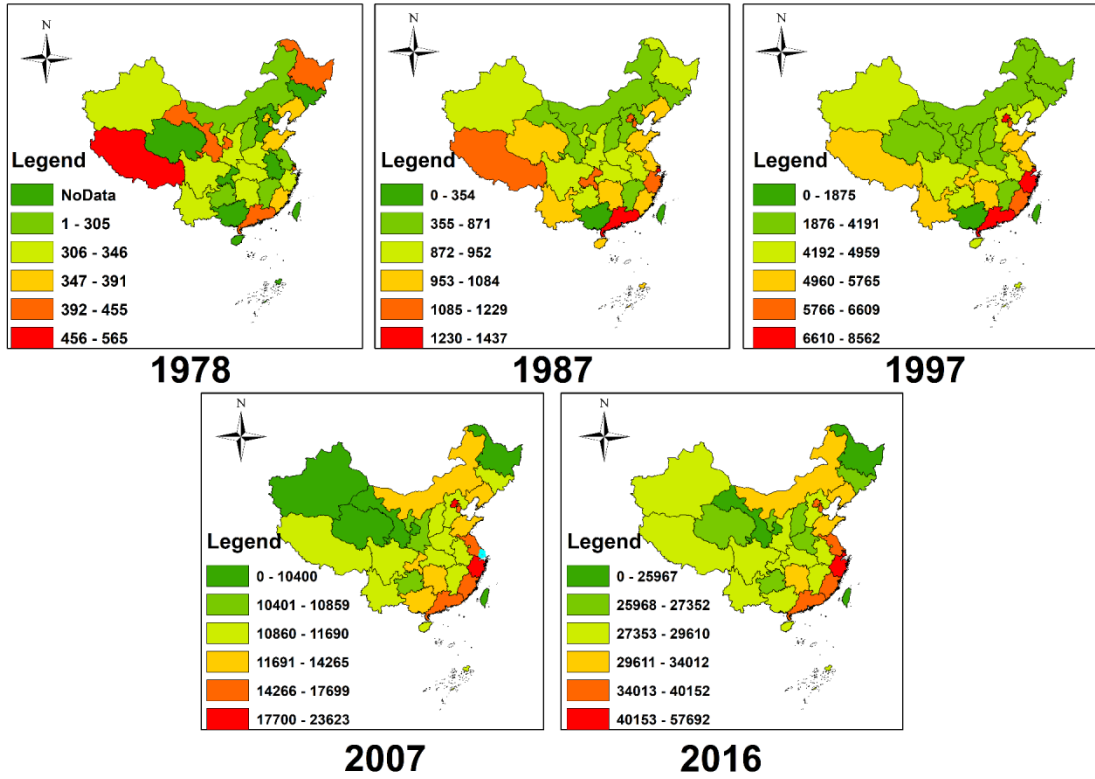 N
Legend
NoData
1 - 305
306 - 346
347 - 391
392 - 455
456 - 565
1978
N
Legend
0 - 354
355 - 871
872 - 952
953 - 1084
1085 - 1229
1230 - 1437
1987
N
Legend
0 - 1875
1876 - 4191
4192 - 4959
4960 - 5765
5766 - 6609
6610 - 8562
1997
N
Legend
0 - 10400
10401 - 10859
10860 - 11690
11691 - 14265
14266 - 17699
17700 - 23623
2007
N
Legend
0 - 25967
25968 - 27352
27353 - 29610
29611 - 34012
34013 - 40152
40153 - 57692
2016